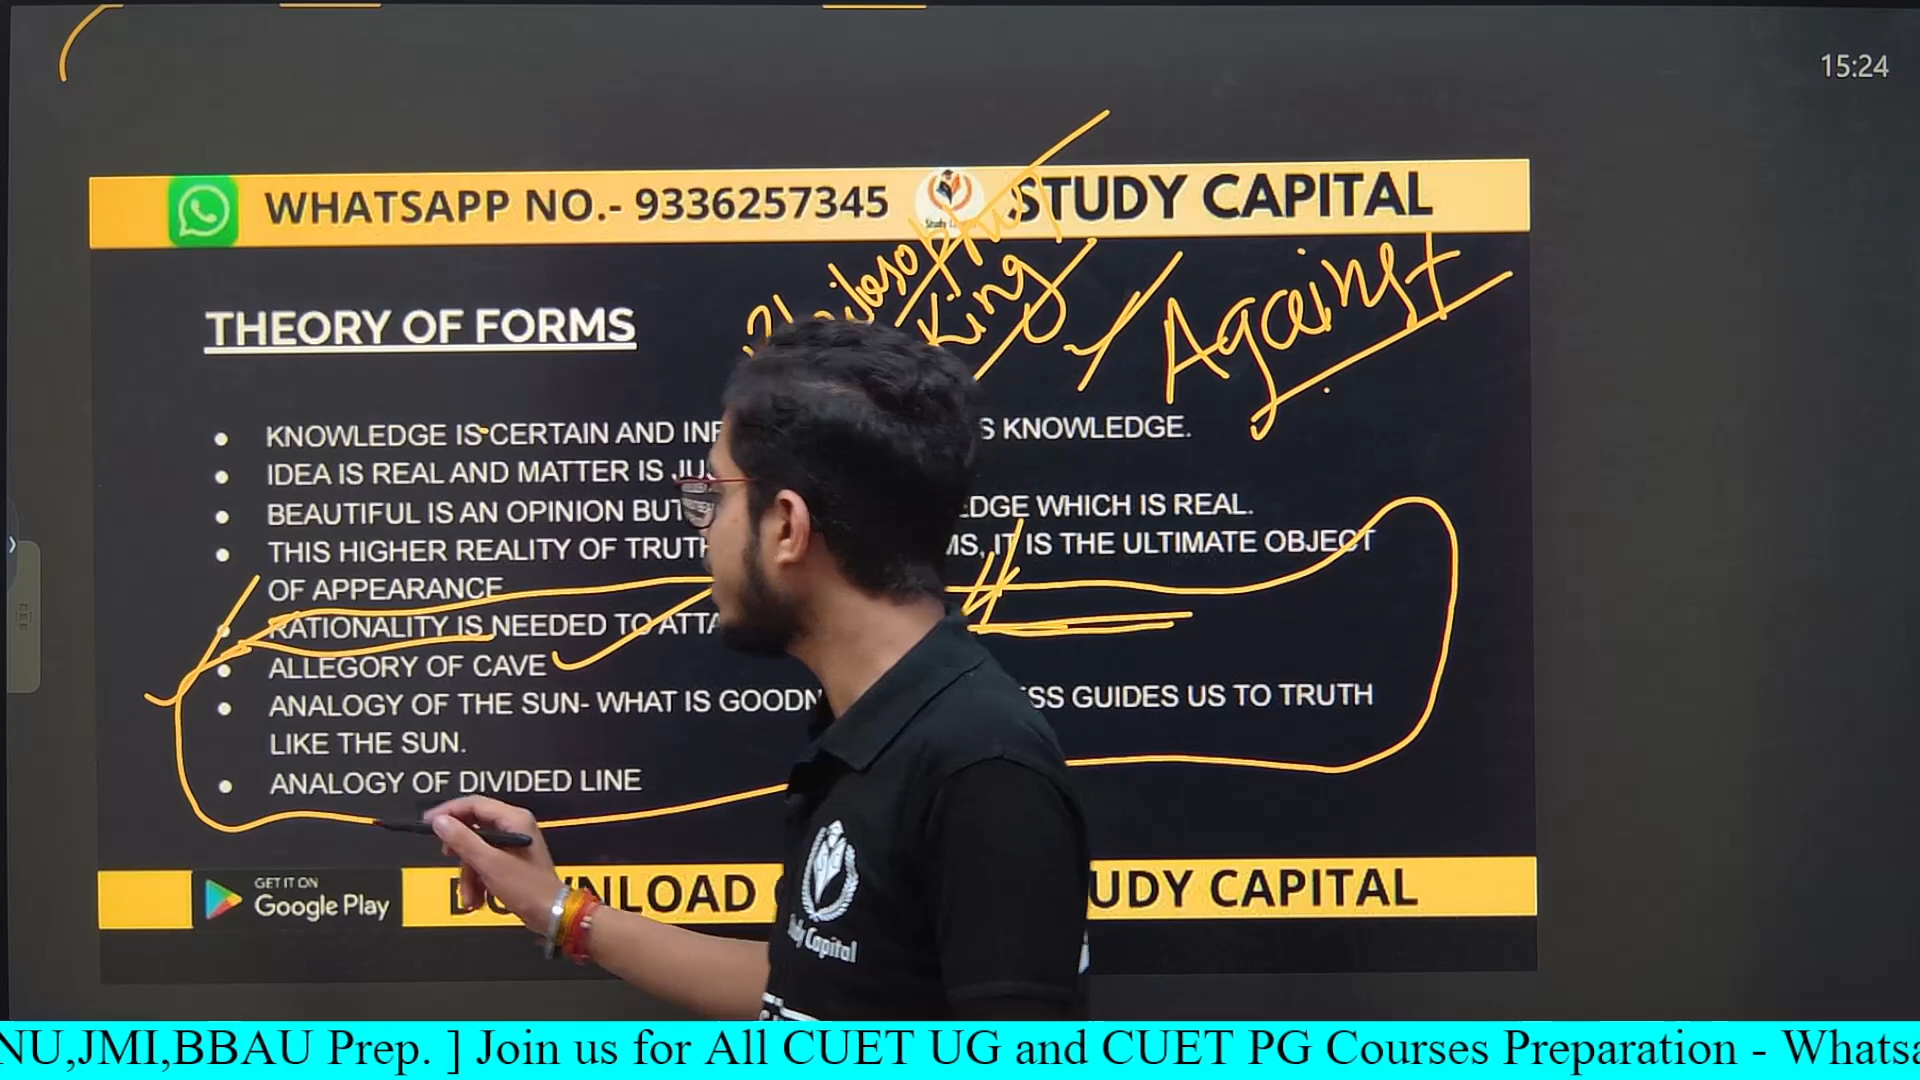 15:24
WHATSAPP NO.- 9336257345 STUDY CAPITAL
King
Against
THEORY OF FORMS
KNOWLEDGE IS CERTAIN AND S KNOWLEDGE.
IDEA IS REAL AND MATTER IS
BEAUTIFUL IS AN OPINION BUT EDGE WHICH IS REAL.
THIS HIGHER REALITY OF TRUTH MS, IT IS THE ULTIMATE OBJECT
OF APPEARANCE
RATIONALITY IS NEEDED TO ATTA
ALLEGORY OF CAVE
ANALOGY OF THE SUN- WHAT IS GOODN SS GUIDES US TO TRUTH
LIKE THE SUN.
ANALOGY OF DIVIDED LINE
GET IT ON
Google Play
DOWNLOAD UDY CAPITAL
Study Capital
NU,JMI,BBAU Prep. ] Join us for All CUET UG and CUET PG Courses Preparation - Whatsa